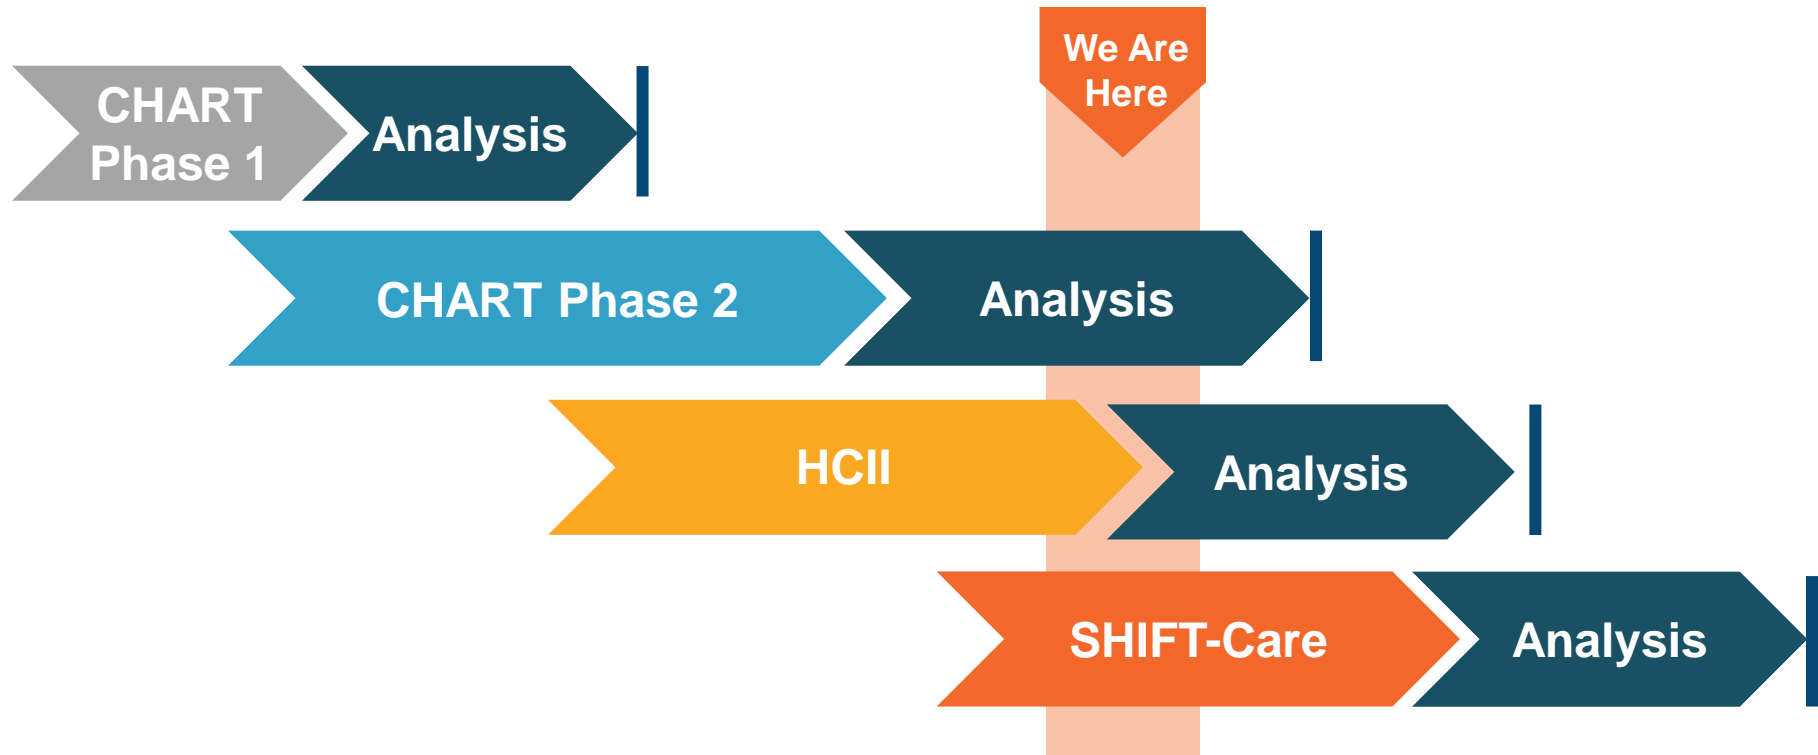 We Are
Here
CHART
Phase 1
Analysis
CHART Phase 2
Analysis
HCII
Analysis
SHIFT-Care
Analysis